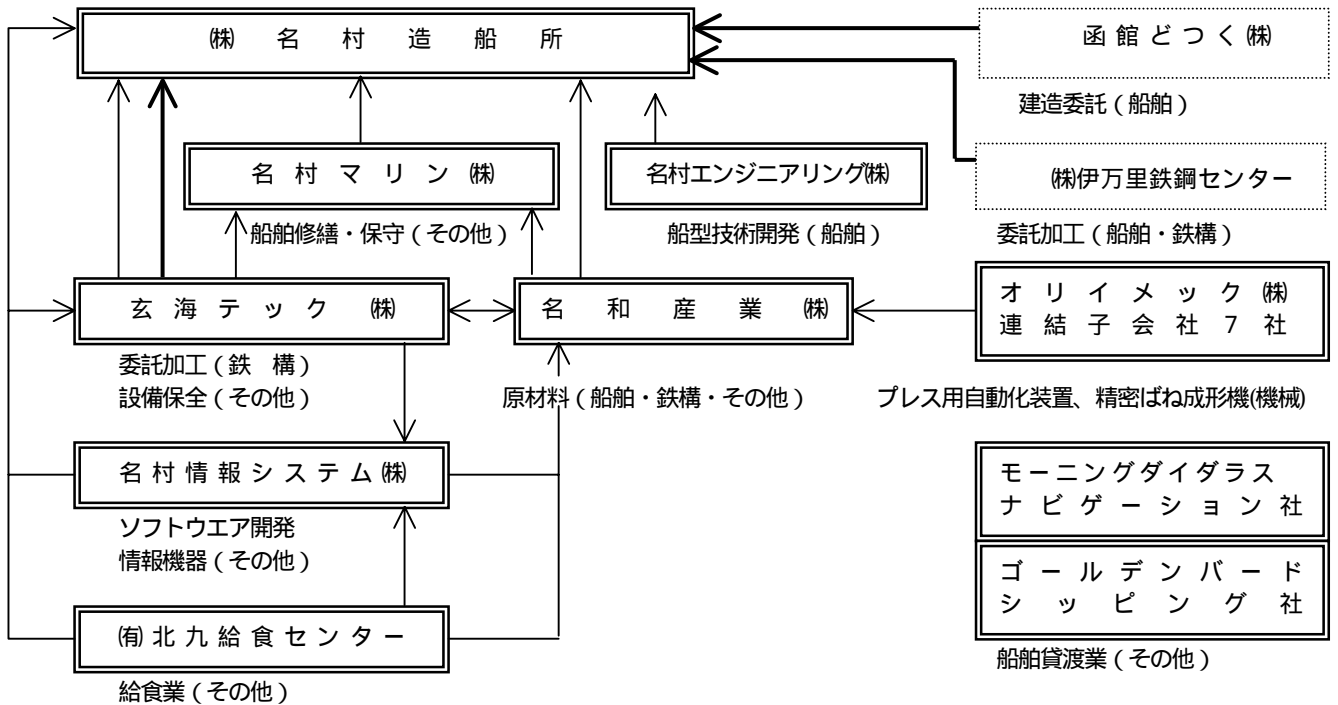 ㈱名村造船所
函館どつく㈱
建造委託(船舶)
名村マリン㈱
名村エンジニアリング㈱
㈱伊万里鉄鋼センター
船舶修繕・保守(その他)
船型技術開発(船舶)
委託加工(船舶・鉄構)
玄海テック㈱
名和産業㈱
オリイメック㈱
連結子会社7社
委託加工(鉄 構)
設備保全(その他)
原材料(船舶・鉄構・その他)
プレス用自動化装置、精密ばね成形機(機械)
名村情報システム㈱
モーニングダイダラス
ナビゲーション社
ソフトウエア開発
情報機器(その他)
ゴールデンバード
シッピング社
㈲北九給食センター
船舶貸渡業(その他)
給食業(その他)